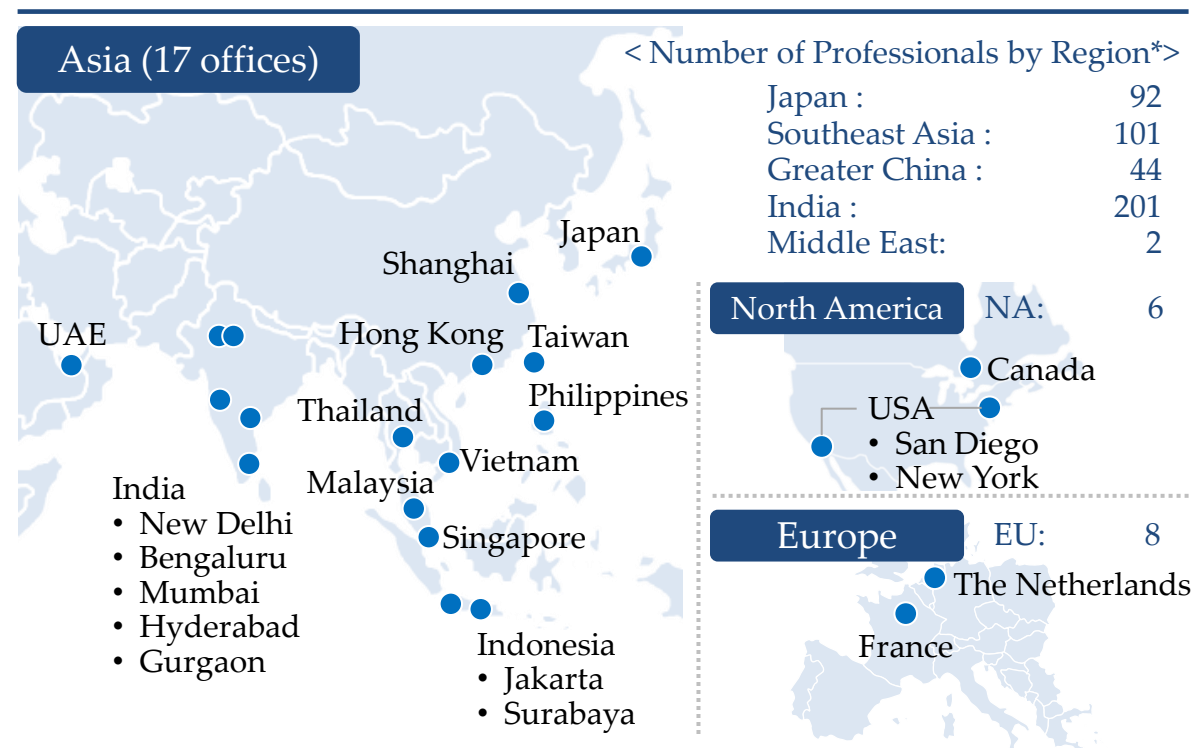 Asia (17 offices)
< Number of Professionals by Region*>
Japan : 92
Southeast Asia : 101
Greater China : 44
India : 201
Middle East: 2
Japan
Shanghai
UAE
Hong Kong
Taiwan
Philippines
Thailand
Vietnam
Malaysia
Singapore
India
• New Delhi
• Bengaluru
• Mumbai
• Hyderabad
• Gurgaon
Indonesia
• Jakarta
• Surabaya
North America NA: 6
Canada
USA
• San Diego
• New York
Europe EU: 8
The Netherlands
France